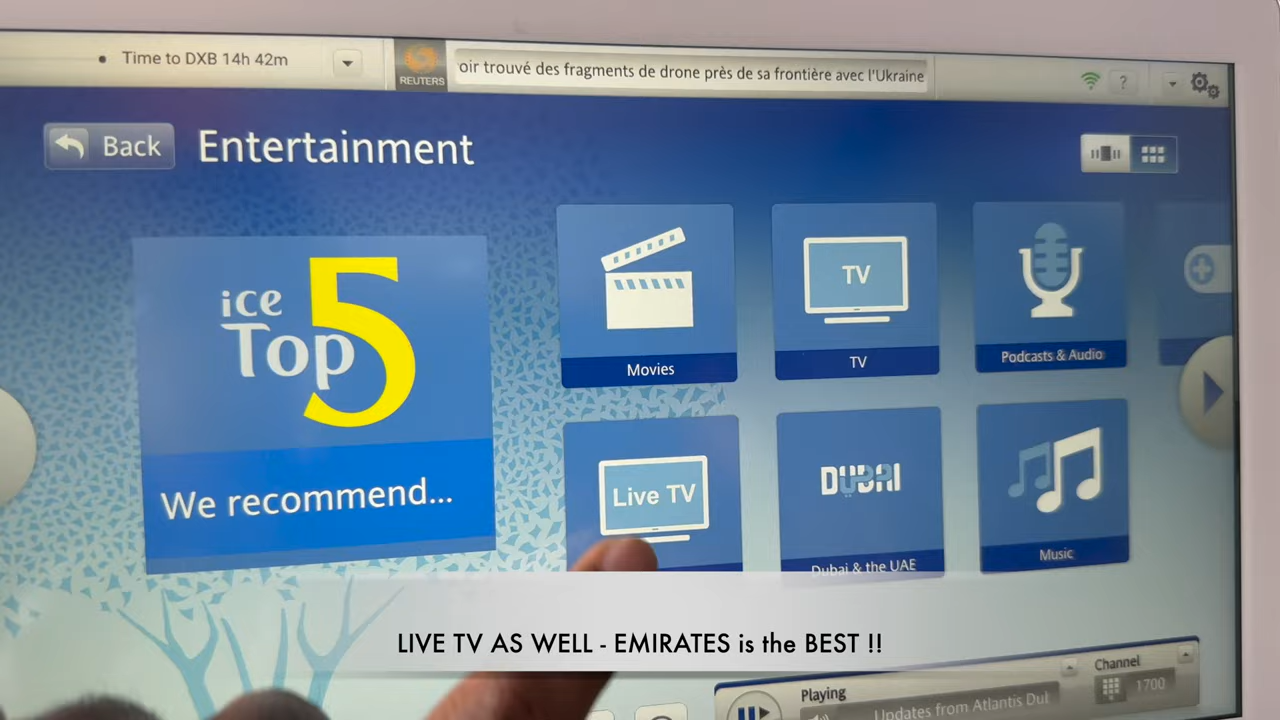 Time to DXB 14h 42m
REUTERS
oir trouvé des fragments de drone près de sa frontière avec l'Ukraine
?
Back
Entertainment
ice
Top 5
We recommend...
Movies
TV
TV
Podcasts & Audio
Live TV
DUBAI
Dubai & the UAE
Music
LIVE TV AS WELL - EMIRATES is the BEST !!
Playing
Updates from Atlantis Dub
Channel
1700